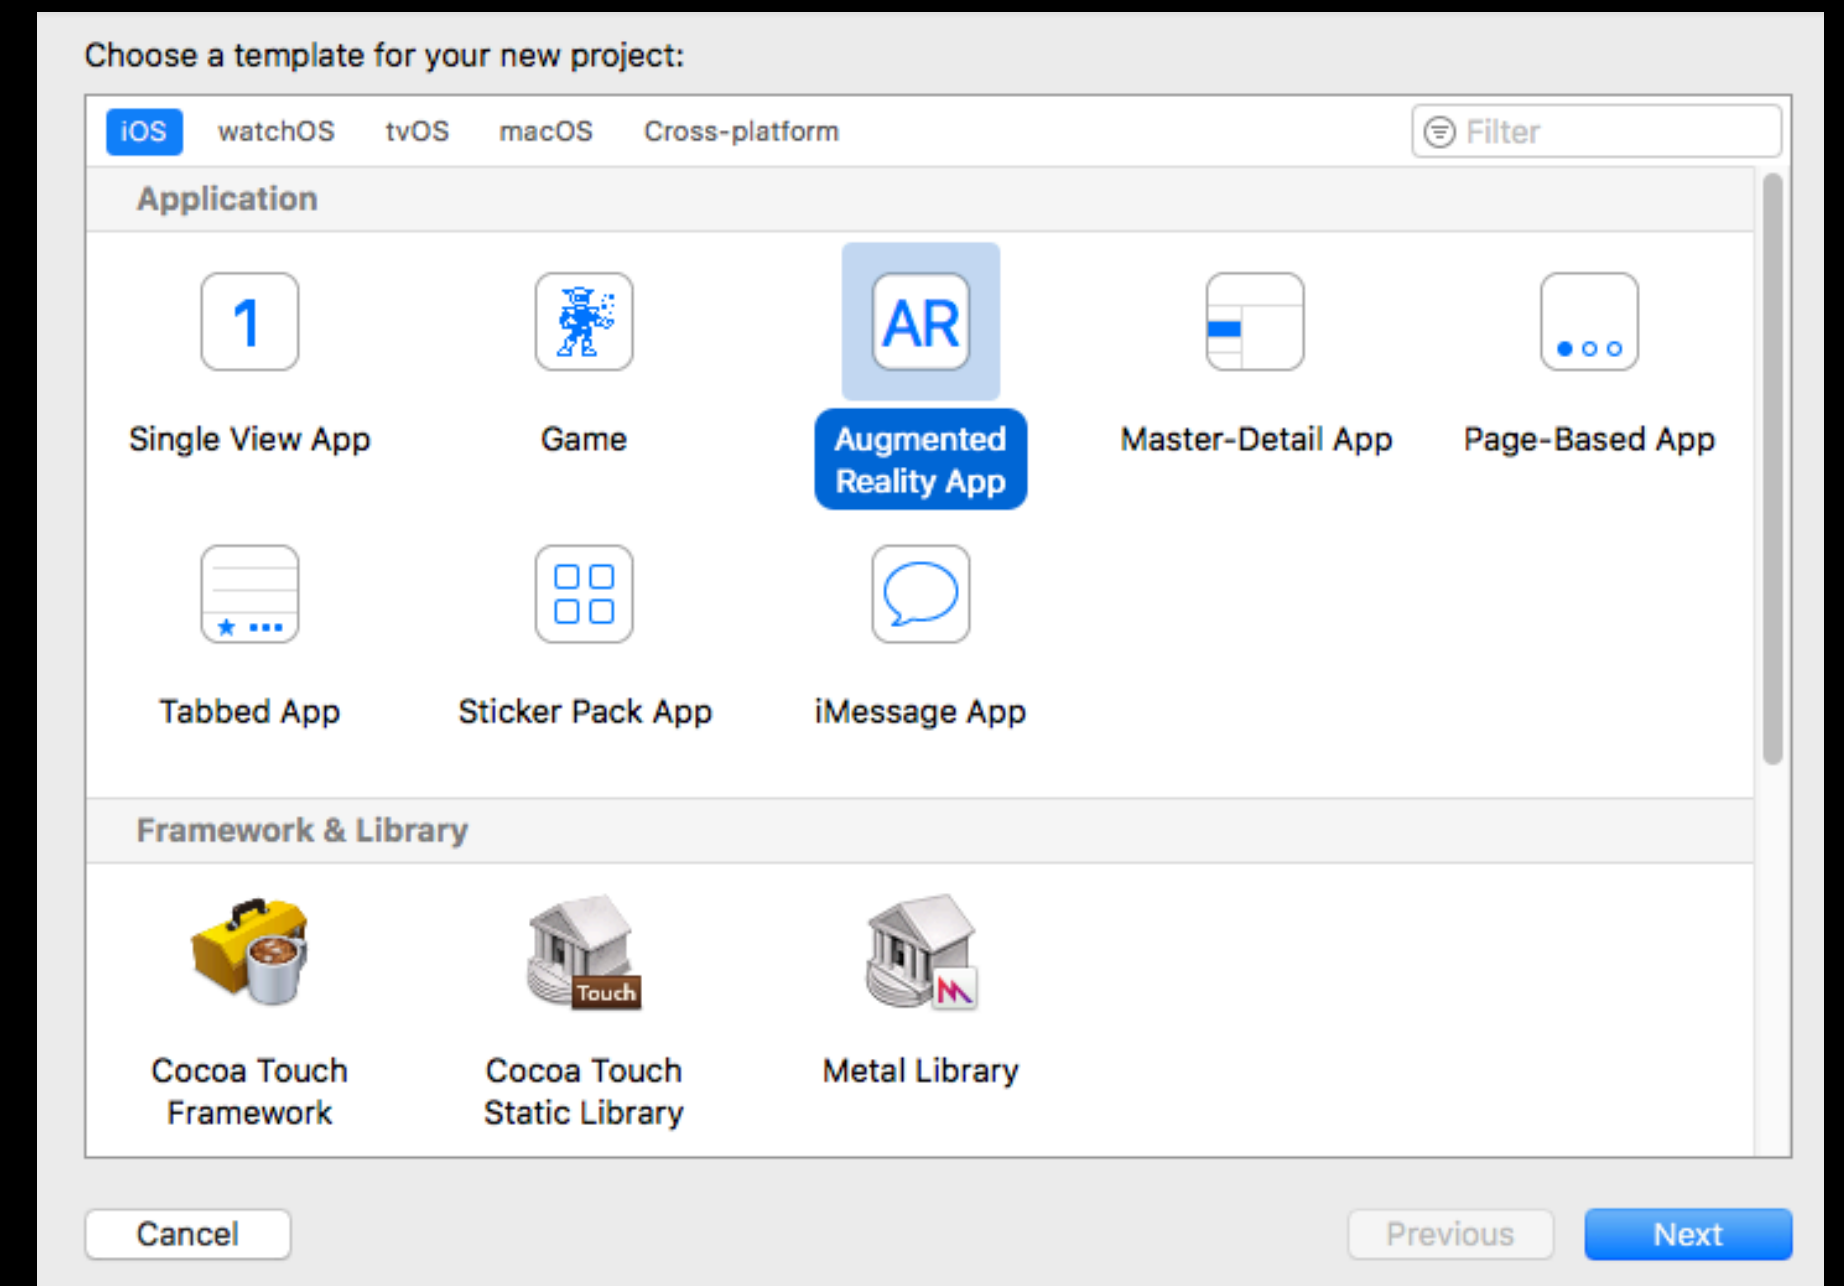 Choose a template for your new project:
iOS watchOS tvOS macOS Cross-platform Filter
Application
1 AR
Single View App Game Augmented Reality App Master-Detail App Page-Based App
Tabbed App Sticker Pack App iMessage App
Framework & Library
Touch
Cocoa Touch Framework Cocoa Touch Static Library Metal Library
Cancel Previous Next